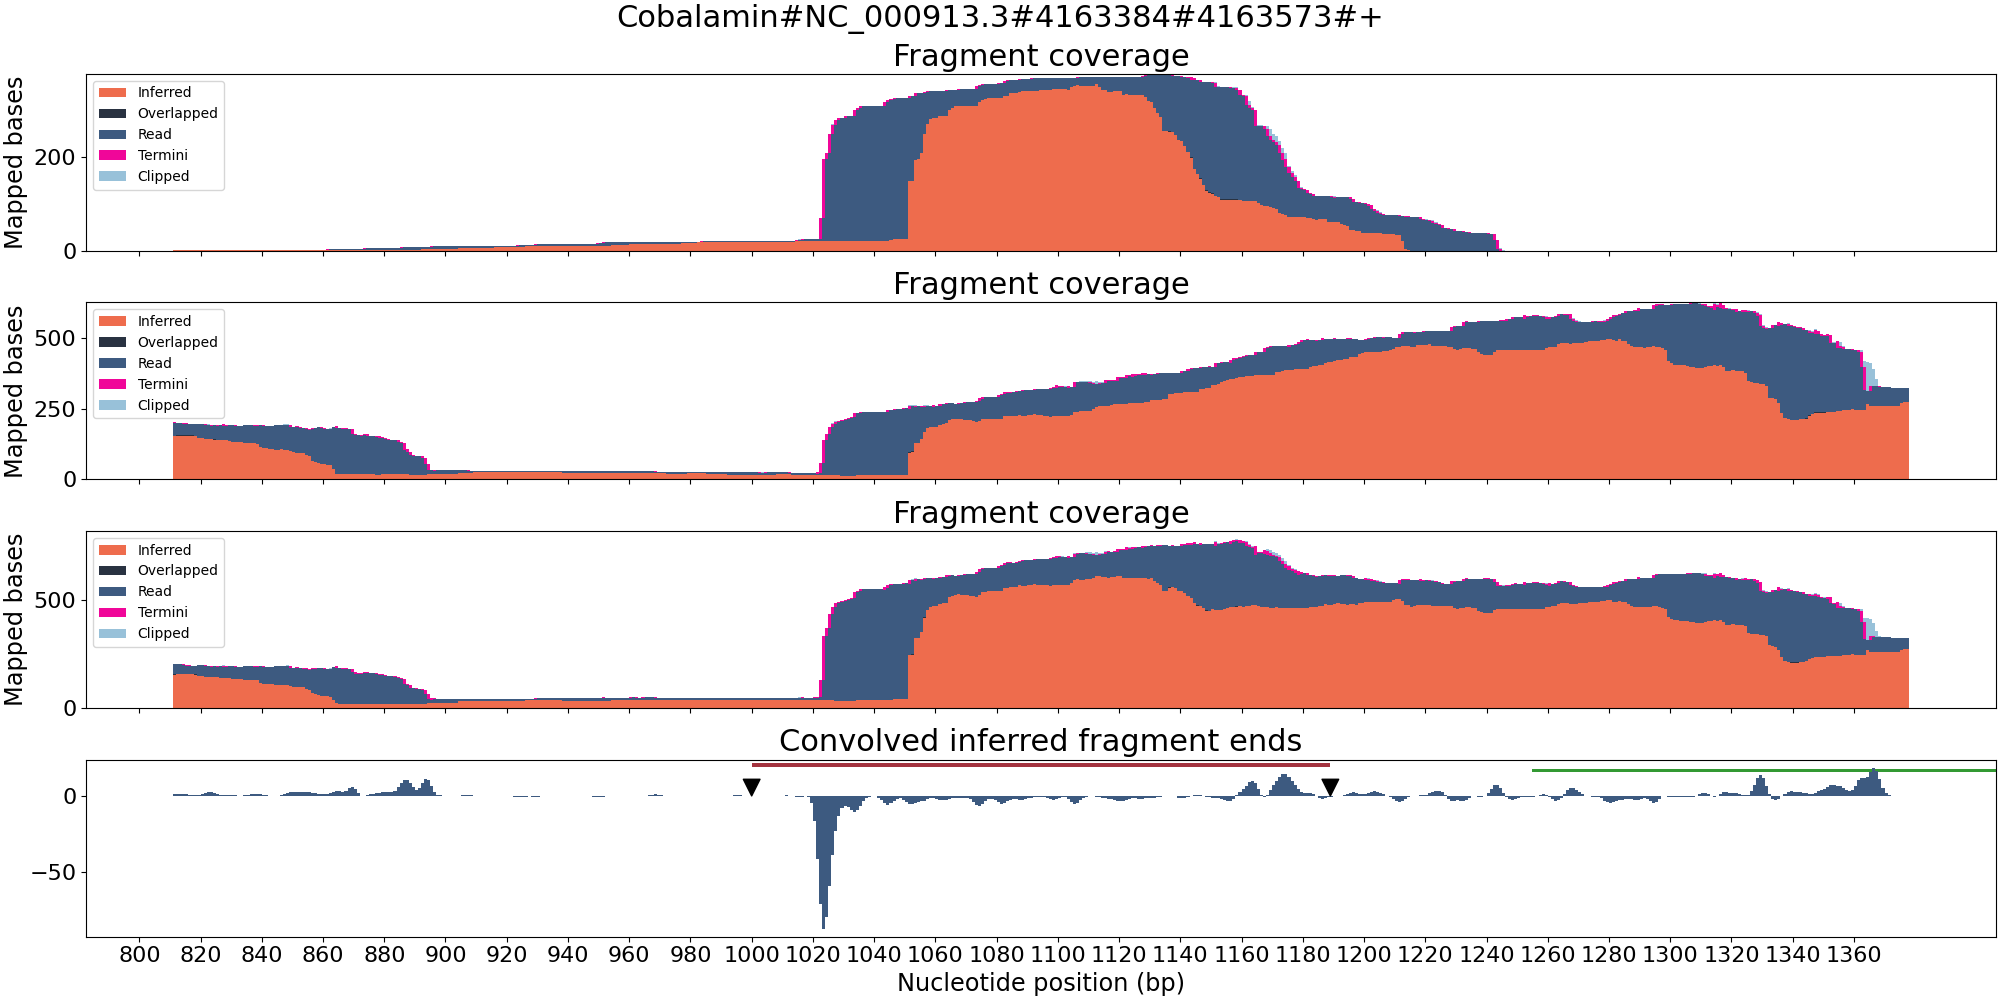 Cobalamin#NC_000913.3#4163384#4163573#+
Fragment coverage
Mapped bases
200
0
Inferred
Overlapped
Read
Termini
Clipped
Fragment coverage
Mapped bases
500
250
0
Inferred
Overlapped
Read
Termini
Clipped
Fragment coverage
Mapped bases
500
0
Inferred
Overlapped
Read
Termini
Clipped
Convolved inferred fragment ends
0
−50
800 820 840 860 880 900 920 940 960 980 1000 1020 1040 1060 1080 1100 1120 1140 1160 1180 1200 1220 1240 1260 1280 1300 1320 1340 1360
Nucleotide position (bp)